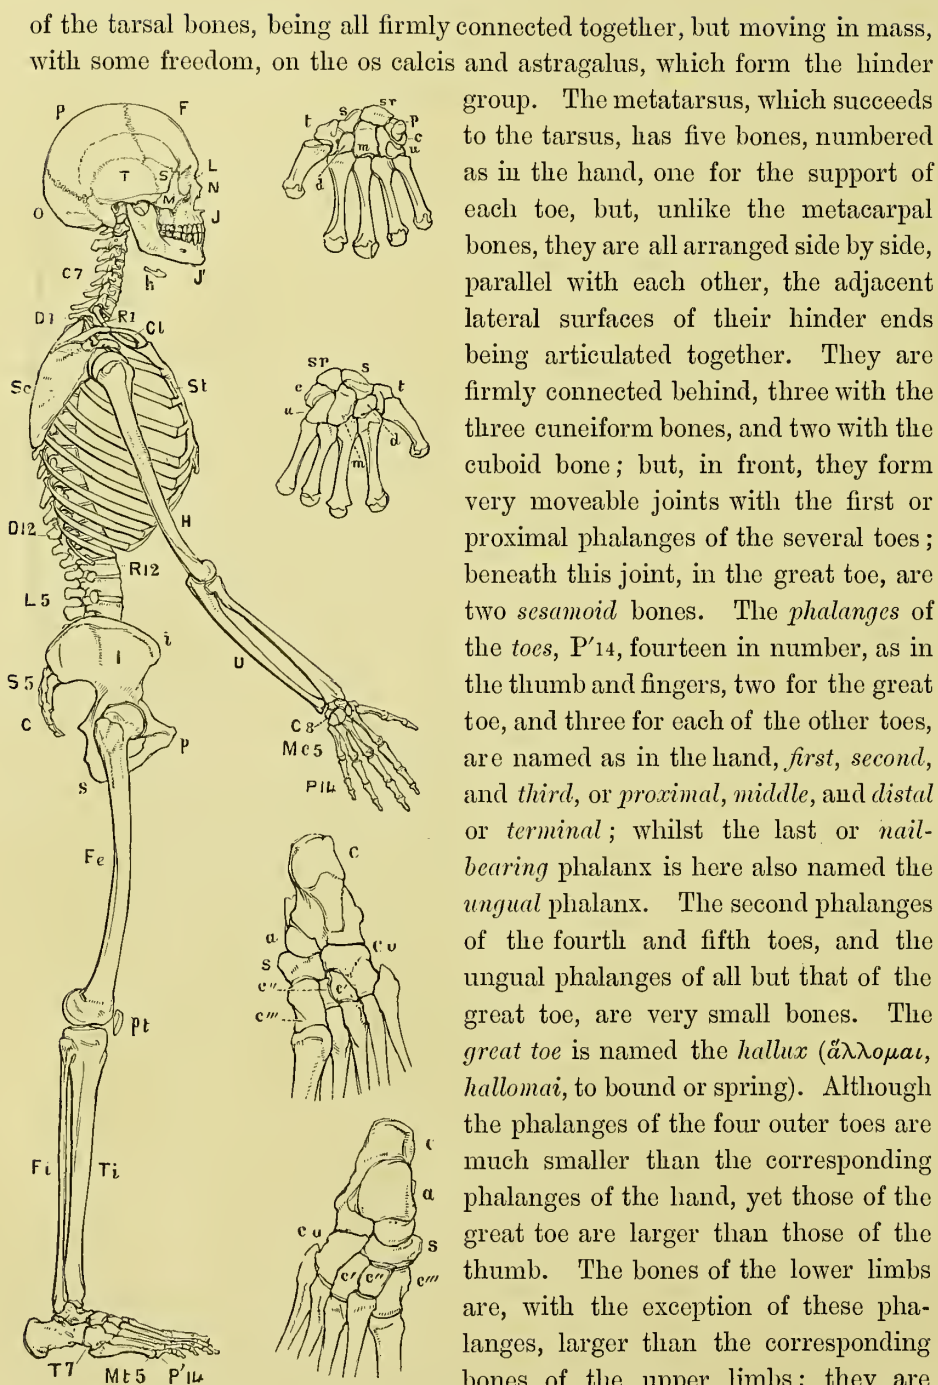 of the tarsal bones, being all firmly connected together, but moving in mass,
with some freedom, on the os calcis and astragalus, which form the hinder
group. The metatarsus, which succeeds
to the tarsus, has five bones, numbered
as in the hand, one for the support of
each toe, but, unlike the metacarpal
bones, they are all arranged side by side,
parallel with each other, the adjacent
lateral surfaces of their hinder ends
being articulated together. They are
firmly connected behind, three with the
three cuneiform bones, and two with the
cuboid bone; but, in front, they form
very moveable joints with the first or
proximal phalanges of the several toes;
beneath this joint, in the great toe, are
two sesamoid bones. The phalanges of
the toes, P′14, fourteen in number, as in
the thumb and fingers, two for the great
toe, and three for each of the other toes,
are named as in the hand, first, second,
and third, or proximal, middle, and distal
or terminal; whilst the last or nail-
bearing phalanx is here also named the
ungual phalanx. The second phalanges
of the fourth and fifth toes, and the
ungual phalanges of all but that of the
great toe, are very small bones. The
great toe is named the hallux (ἅλλομαι,
hallomai, to bound or spring). Although
the phalanges of the four outer toes are
much smaller than the corresponding
phalanges of the hand, yet those of the
great toe are larger than those of the
thumb. The bones of the lower limbs
are, with the exception of these pha-
langes, larger than the corresponding
bones of the upper limbs; they are
P F
T S
L
N
M
O
J
C7
h
J′
D1
R1
Cl
Sc
St
H
D12
R12
L5
I
i
U
S5
C
C8
Mc5
p
s
P14
Fe
pt
Fi
Ti
T7
Mt5
P′14
sr
s
t
p
c
u
m
d
sr
s
c
t
u
d
m
C
a
cu
s
c″
c′
c‴
C
a
cu
s
c′
c″
c‴